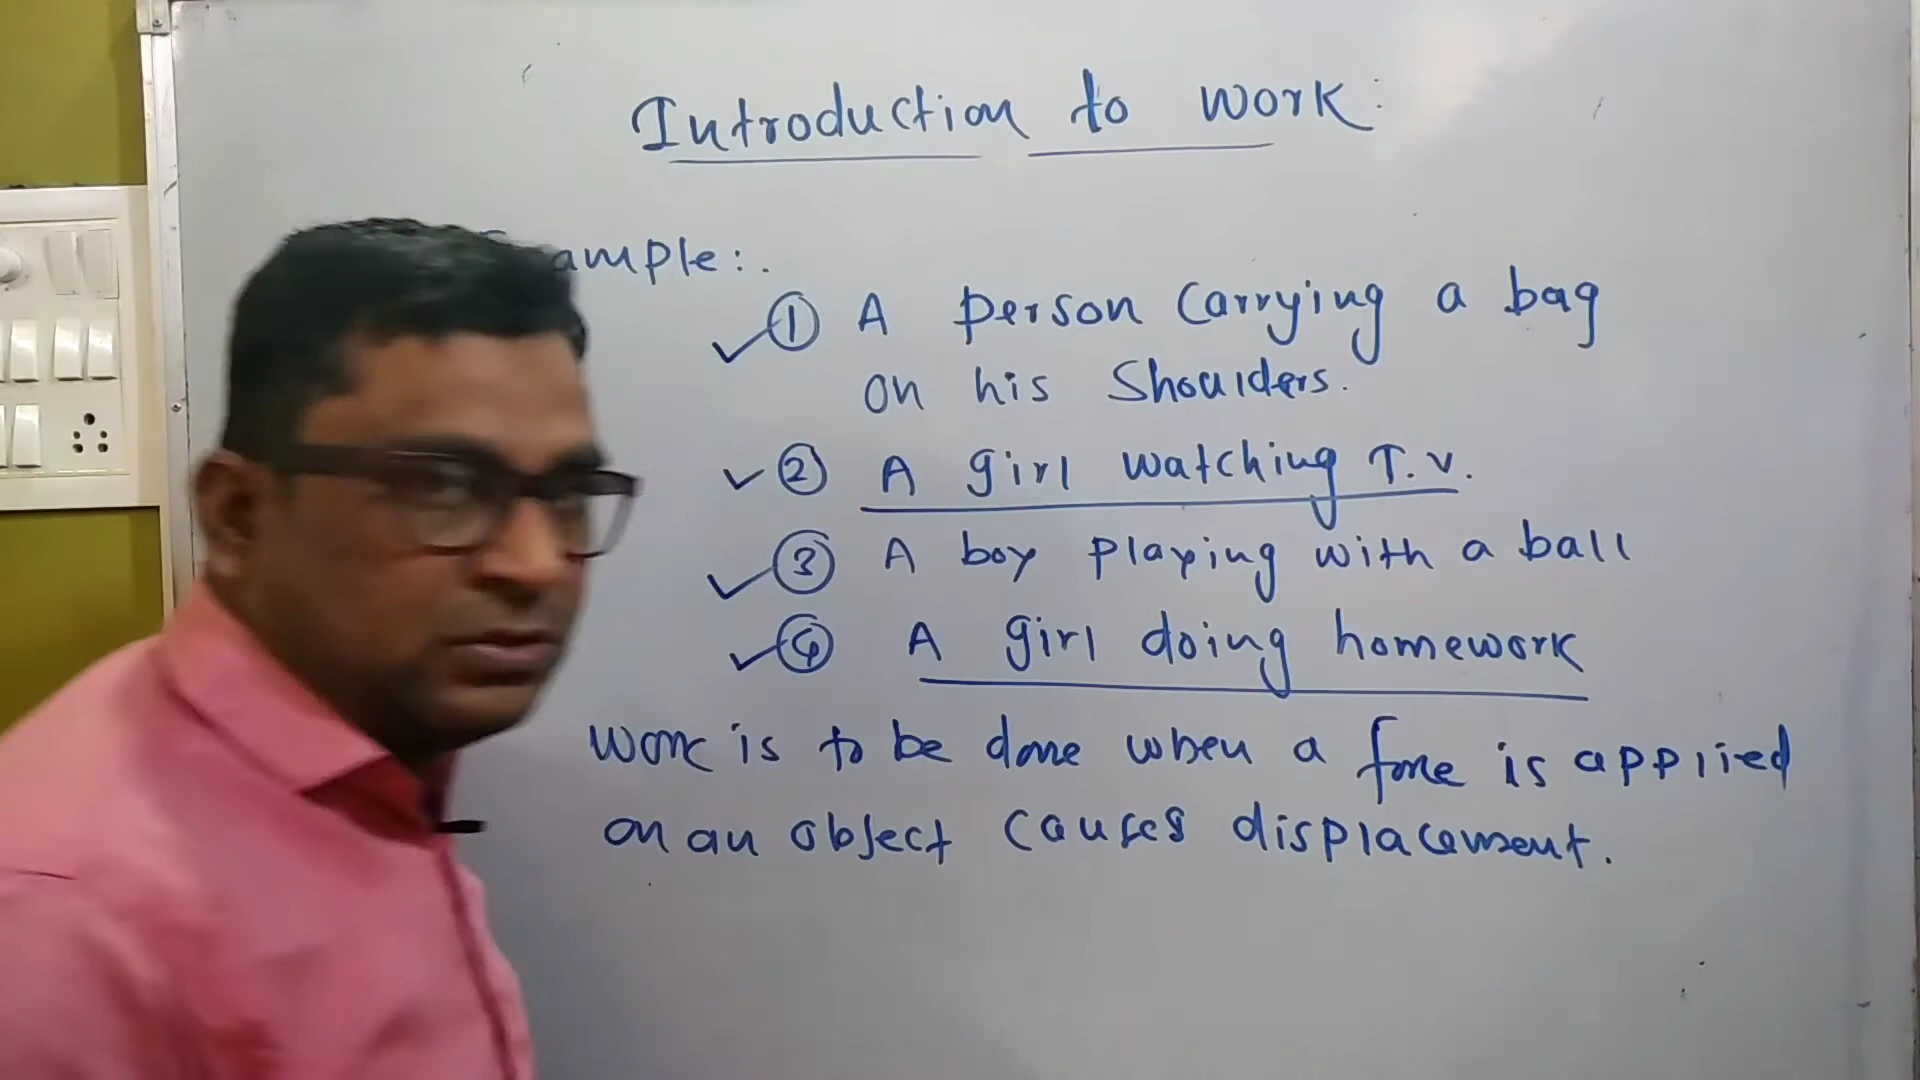 Introduction to work:
ample:.
① A person carrying a bag
on his Shoulders.
② A girl watching T.V.
③ A boy playing with a ball
④ A girl doing homework
Work is to be done when a force is applied
on an object causes displacement.